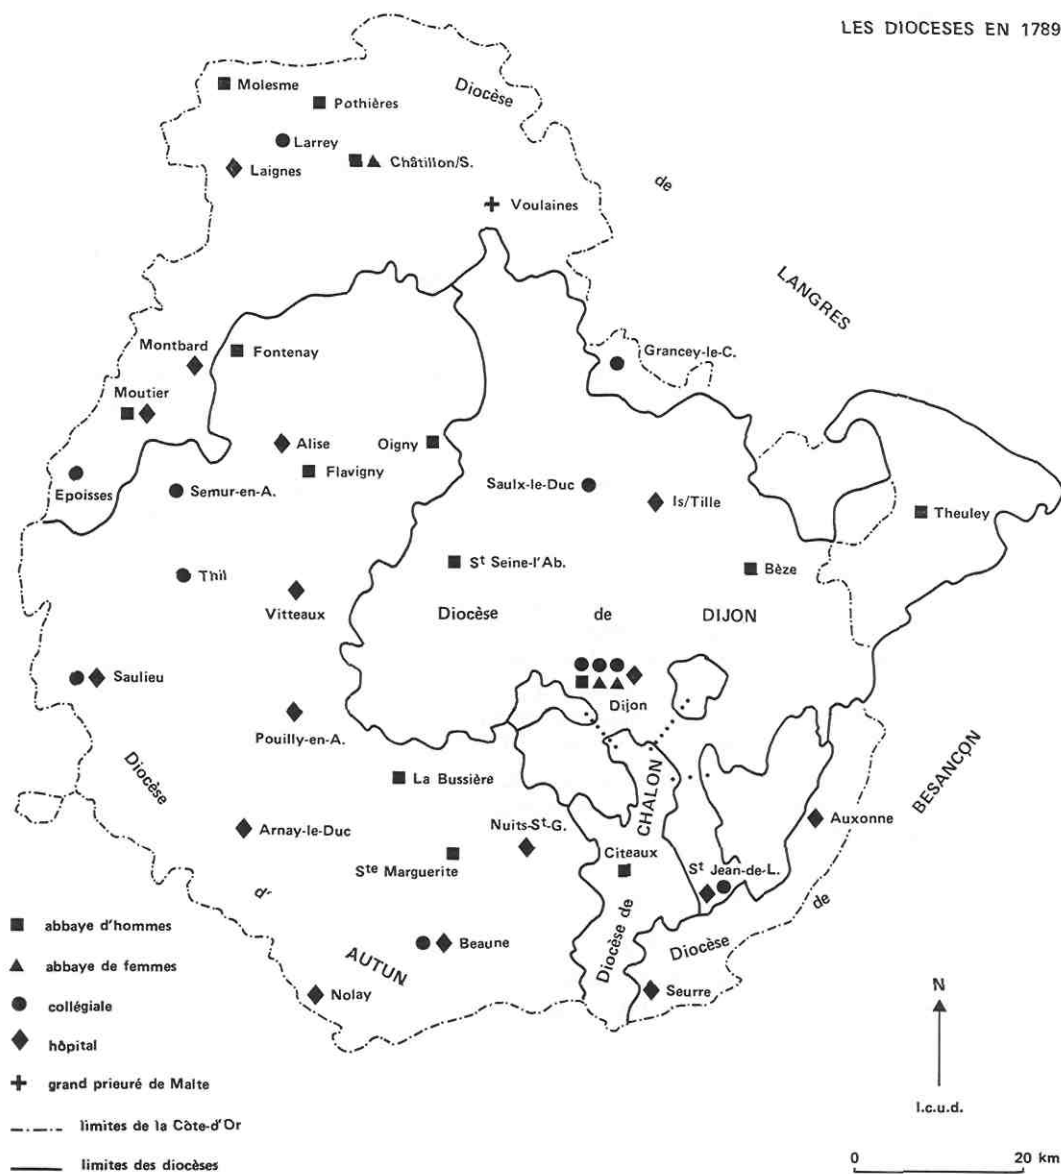 LES DIOCESES EN 1789
Molesme
Pothières
Diocèse
Larrey
Laignes
Châtillon/S.
de
Voulaines
LANGRES
Montbard
Fontenay
Grancey-le-C.
Moutier
Alise
Oigny
Flavigny
Epoisses
Semur-en-A.
Saulx-le-Duc
Is/Tille
Theuley
St Seine-l'Ab.
Bèze
Thil
Vitteaux
Diocèse de DIJON
Saulieu
Dijon
Pouilly-en-A.
Diocèse
La Bussière
CHALON
BESANÇON
Arnay-le-Duc
Nuits-St-G.
Auxonne
Ste Marguerite
Citeaux
St Jean-de-L.
d'
de
Diocèse de
Diocèse
Beaune
AUTUN
Nolay
Seurre
abbaye d'hommes
abbaye de femmes
collégiale
hôpital
grand prieuré de Malte
limites de la Côte-d'Or
limites des diocèses
N
l.c.u.d.
0 20 km